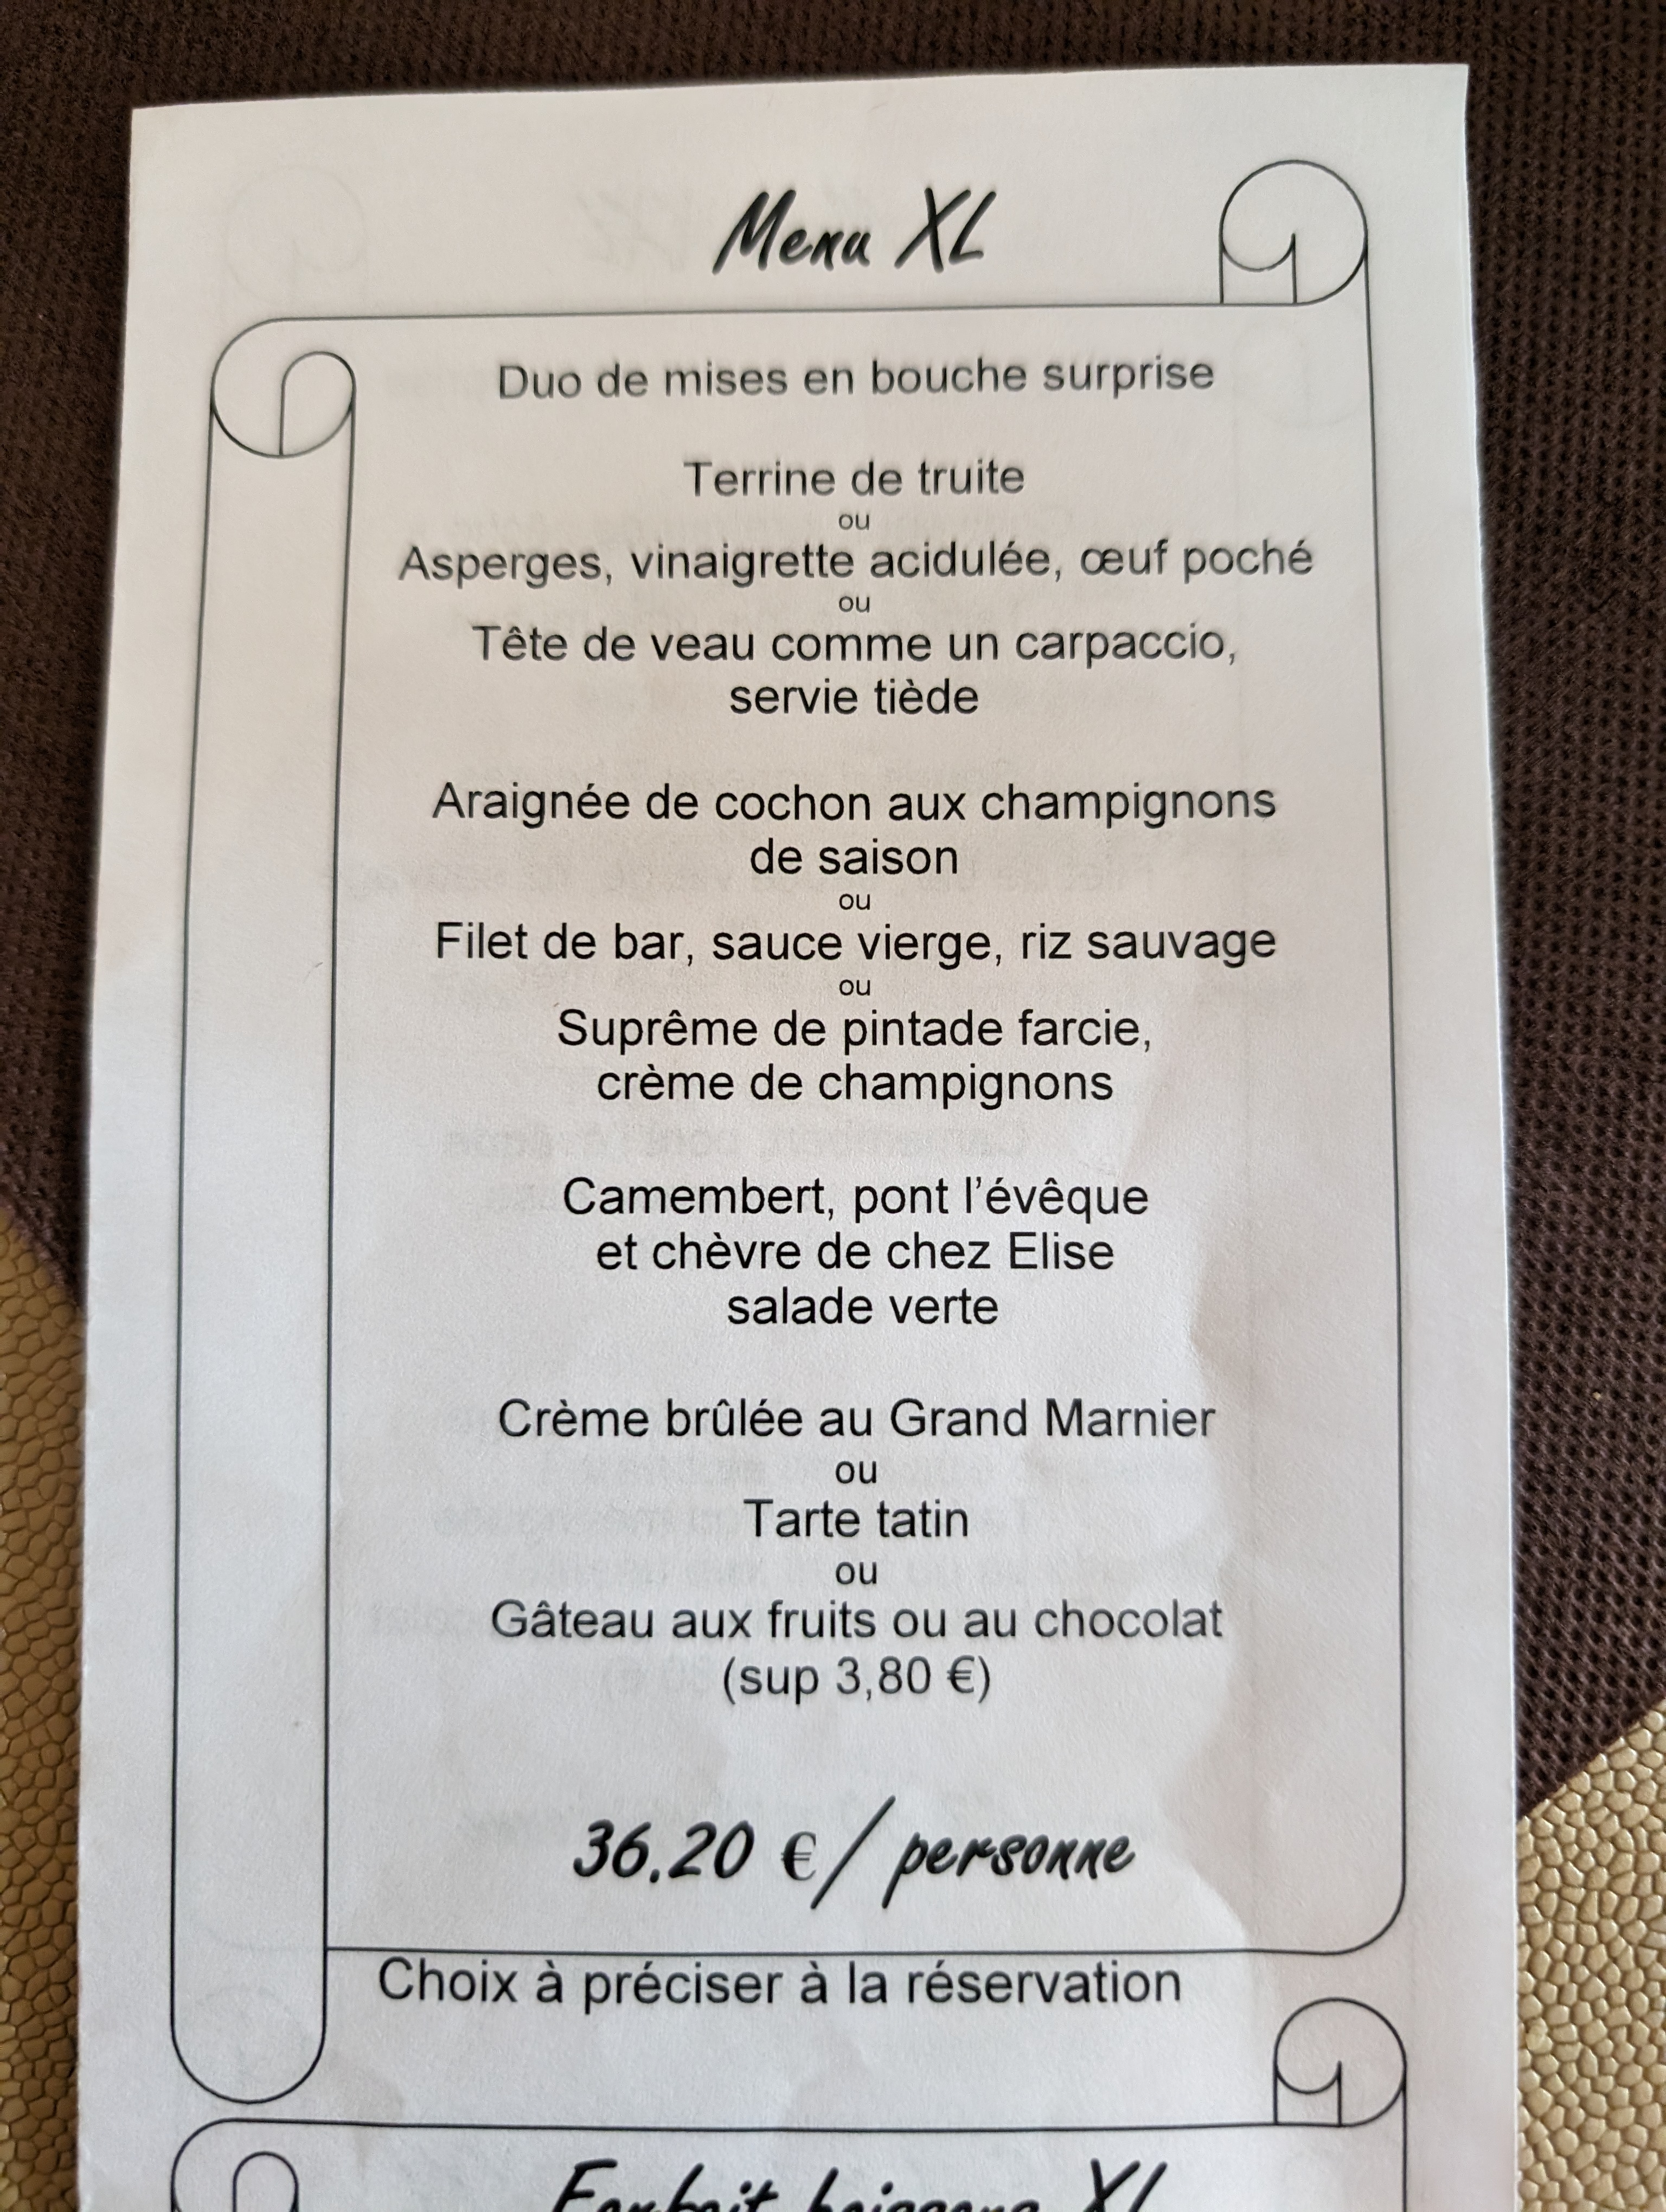 Menu XL
Duo de mises en bouche surprise
Terrine de truite
ou
Asperges, vinaigrette acidulée, œuf poché
ou
Tête de veau comme un carpaccio,
servie tiède
Araignée de cochon aux champignons
de saison
ou
Filet de bar, sauce vierge, riz sauvage
ou
Suprême de pintade farcie,
crème de champignons
Camembert, pont l'évêque
et chèvre de chez Elise
salade verte
Crème brûlée au Grand Marnier
ou
Tarte tatin
ou
Gâteau aux fruits ou au chocolat
(sup 3,80 €)
36.20 €/ personne
Choix à préciser à la réservation
Forfait boissons XL